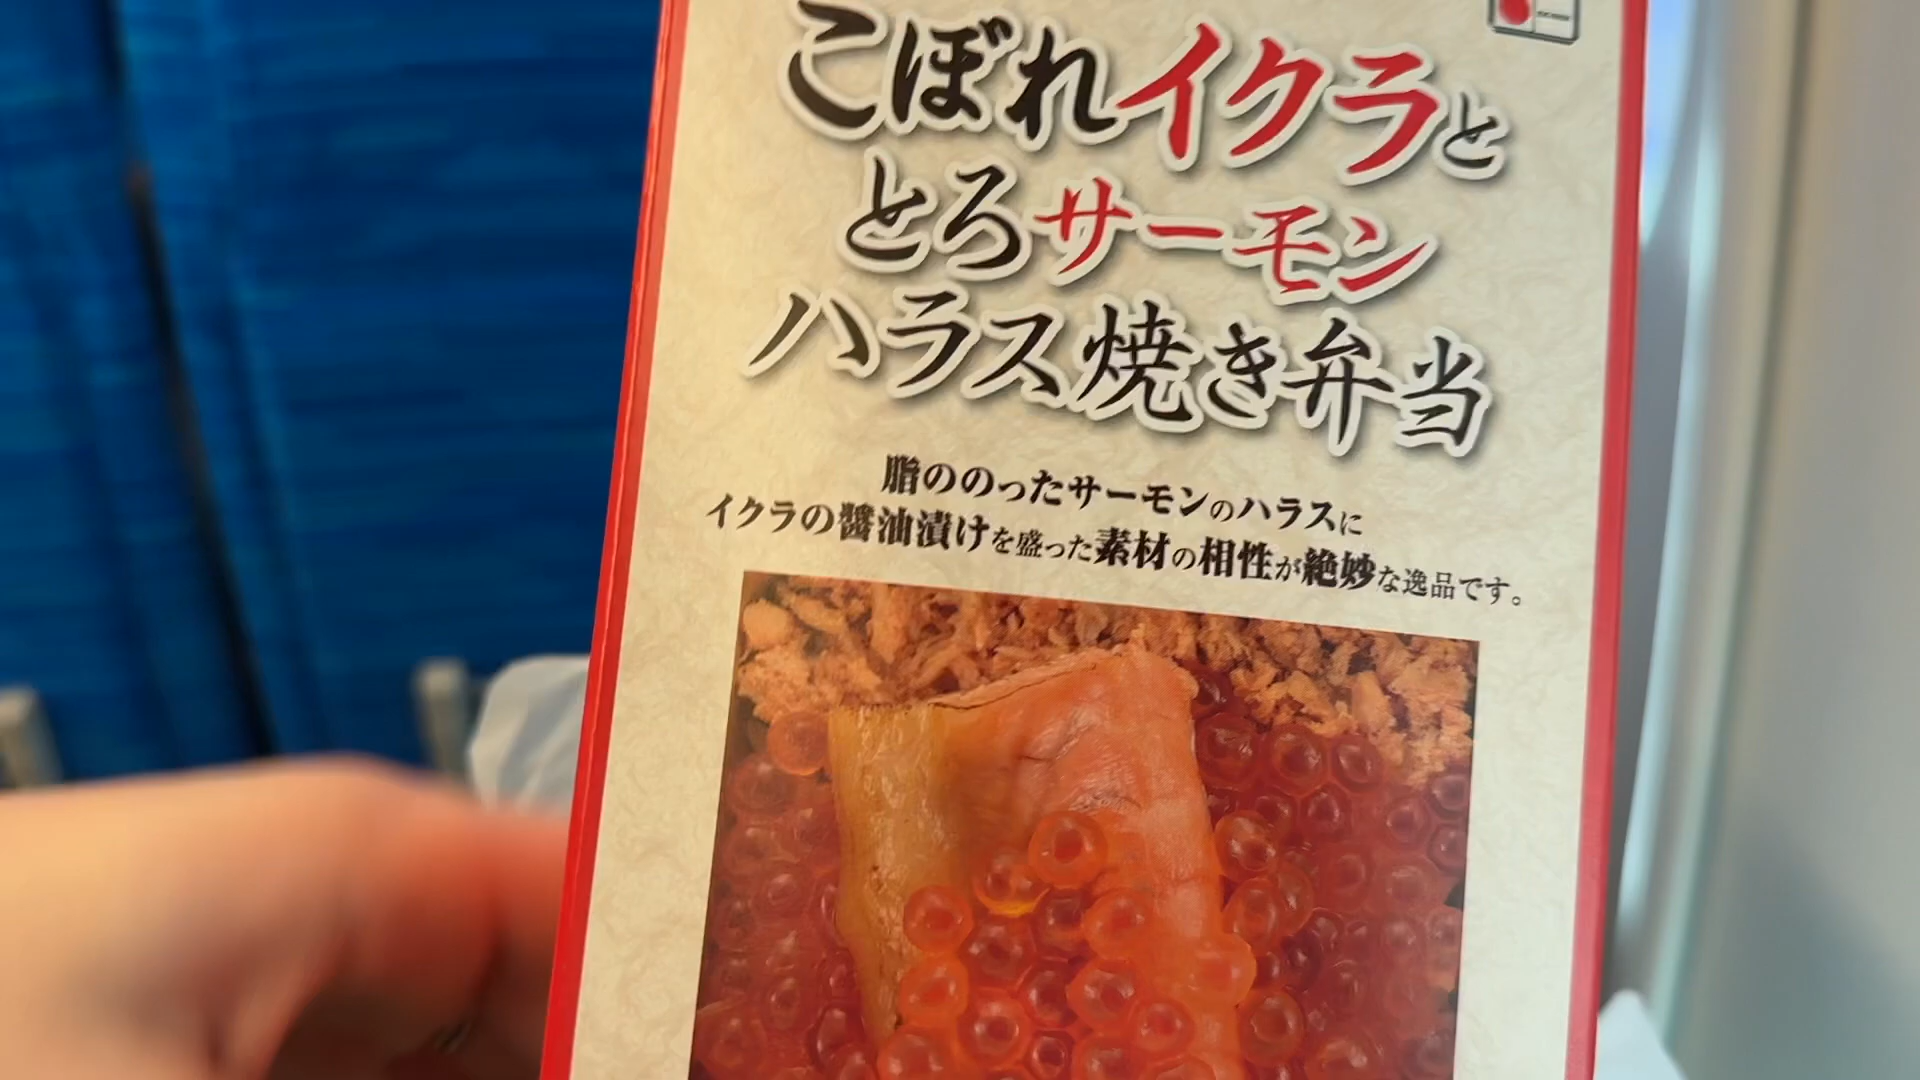 こぼれイクラと
とろサーモン
ハラス焼き弁当
脂ののったサーモンのハラスに
イクラの醬油漬けを盛った素材の相性が絶妙な逸品です。